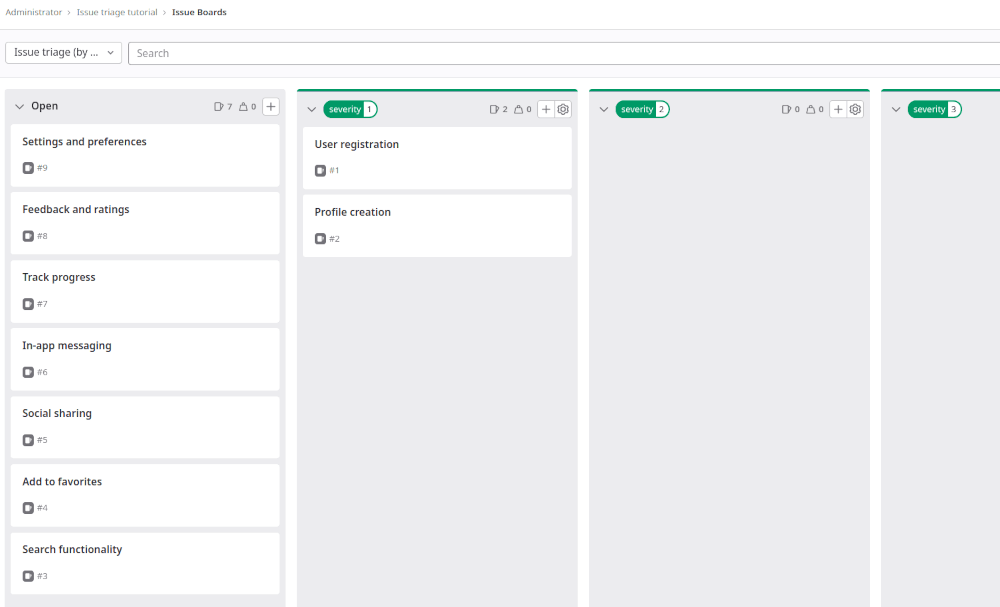 Administrator › Issue triage tutorial › Issue Boards
Issue triage (by ...
Search
Open 7 0
Settings and preferences
#9
Feedback and ratings
#8
Track progress
#7
In-app messaging
#6
Social sharing
#5
Add to favorites
#4
Search functionality
#3
severity 1 2 0
User registration
#1
Profile creation
#2
severity 2 0 0
severity 3